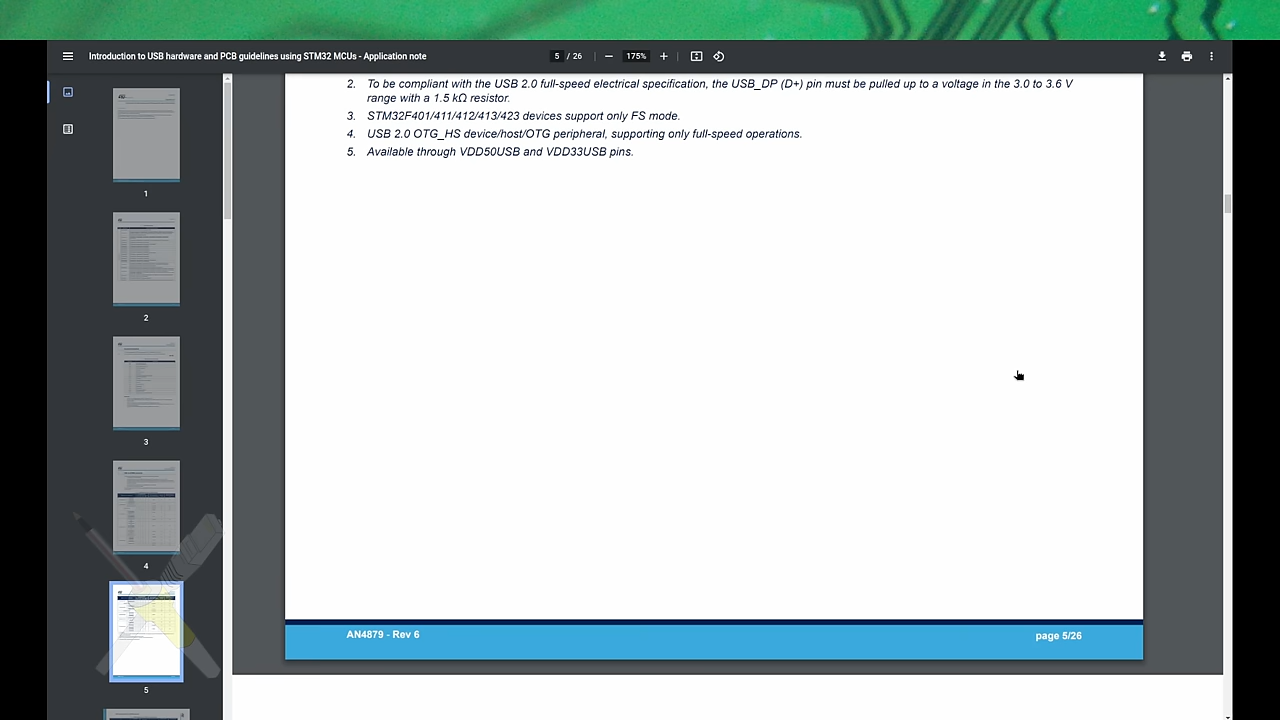 Introduction to USB hardware and PCB guidelines using STM32 MCUs - Application note
5 / 26
175%
2. To be compliant with the USB 2.0 full-speed electrical specification, the USB_DP (D+) pin must be pulled up to a voltage in the 3.0 to 3.6 V
range with a 1.5 kΩ resistor.
3. STM32F401/411/412/413/423 devices support only FS mode.
4. USB 2.0 OTG_HS device/host/OTG peripheral, supporting only full-speed operations.
5. Available through VDD50USB and VDD33USB pins.
1
2
3
4
5
AN4879 - Rev 6
page 5/26